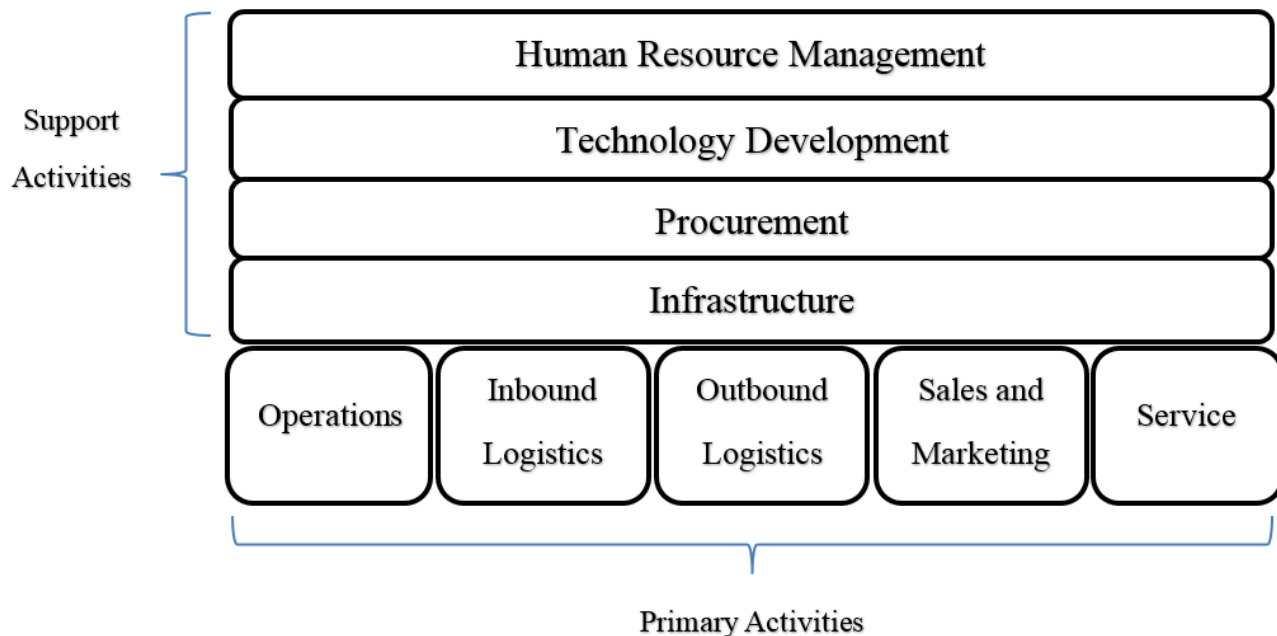 Human Resource Management
Support
Activities
Technology Development
Procurement
Infrastructure
Operations
Inbound
Logistics
Outbound
Logistics
Sales and
Marketing
Service
Primary Activities